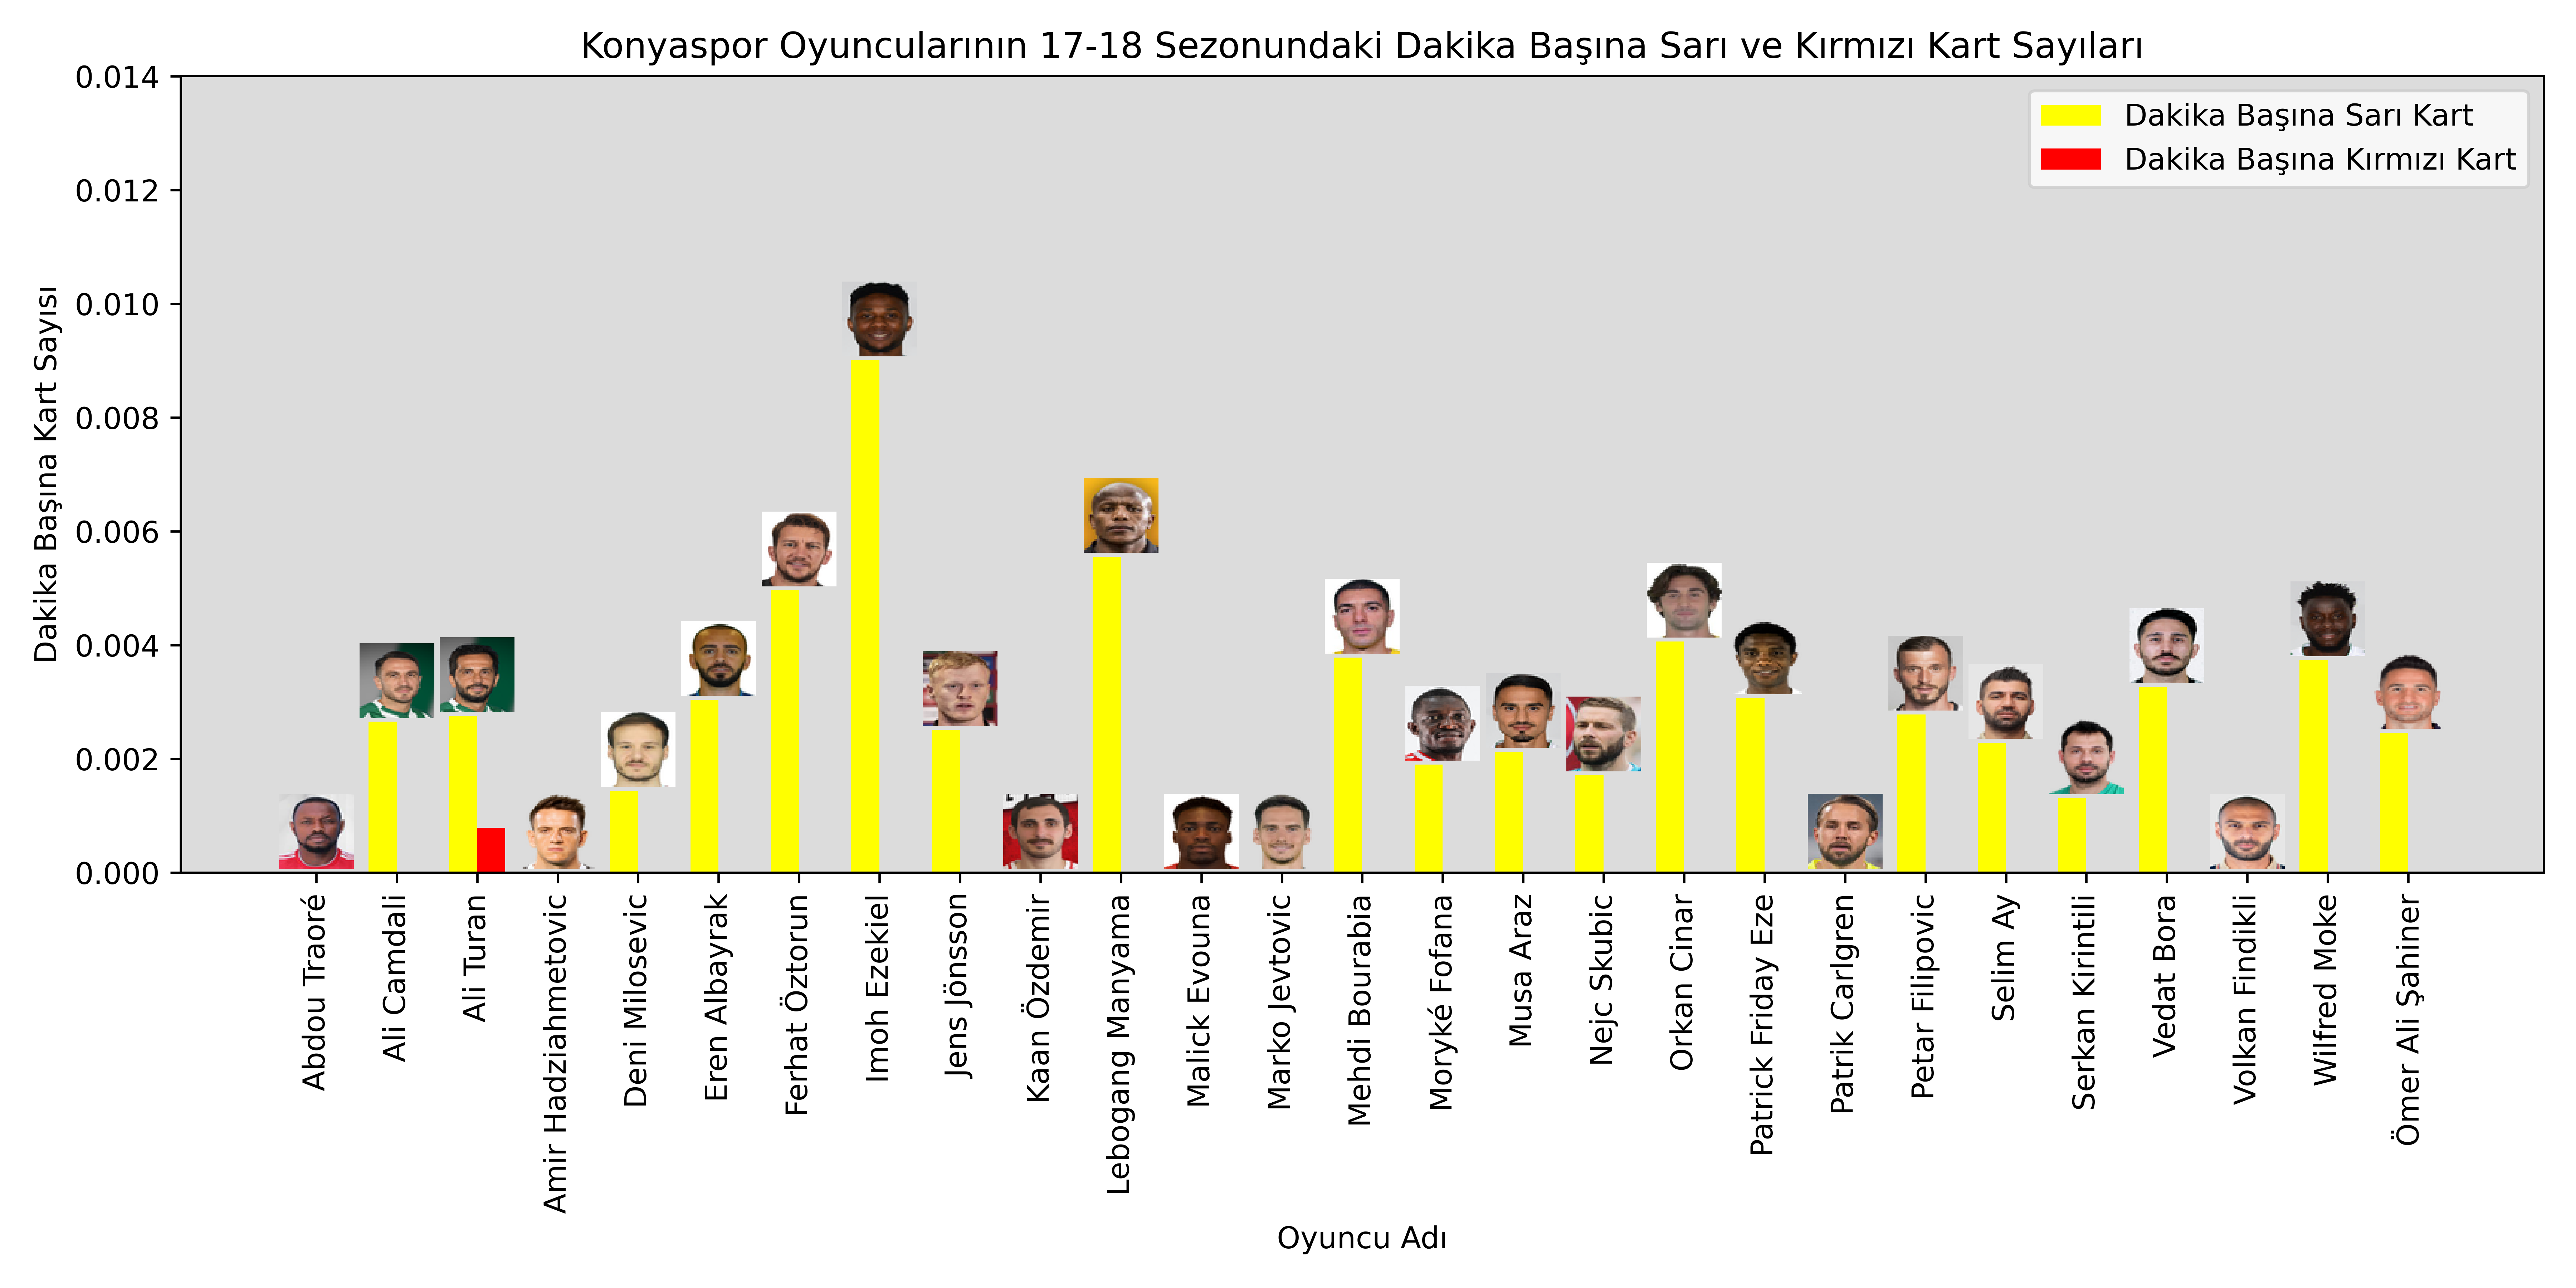 Konyaspor Oyuncularının 17-18 Sezonundaki Dakika Başına Sarı ve Kırmızı Kart Sayıları
Dakika Başına Sarı Kart
Dakika Başına Kırmızı Kart
Dakika Başına Kart Sayısı
0.014
0.012
0.010
0.008
0.006
0.004
0.002
0.000
Abdou Traoré
Ali Camdali
Ali Turan
Amir Hadziahmetovic
Deni Milosevic
Eren Albayrak
Ferhat Öztorun
Imoh Ezekiel
Jens Jönsson
Kaan Özdemir
Lebogang Manyama
Malick Evouna
Marko Jevtovic
Mehdi Bourabia
Moryké Fofana
Musa Araz
Nejc Skubic
Orkan Cinar
Patrick Friday Eze
Patrik Carlgren
Petar Filipovic
Selim Ay
Serkan Kirintili
Vedat Bora
Volkan Findikli
Wilfred Moke
Ömer Ali Şahiner
Oyuncu Adı